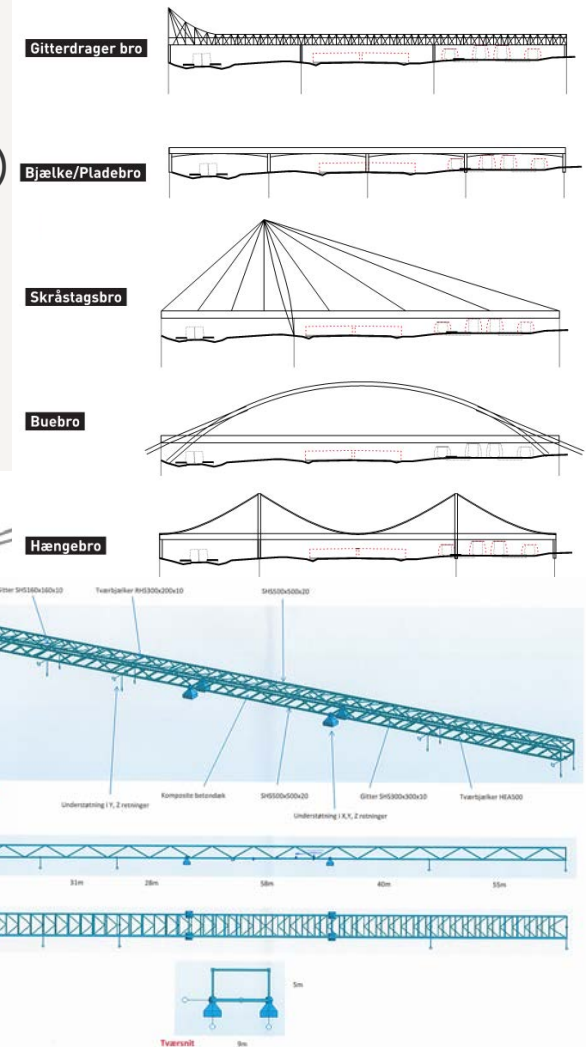 Gitterdrager bro
Bjælke/Pladebro
Skråstagsbro
Buebro
Hængebro
Gitter SHS160x160x10
Tværbjælker RHS300x200x10
SHS500x500x20
Understøtning i Y, Z retninger
Komposite betondæk
SHS500x500x20
Understøtning i X,Y, Z retninger
Gitter SHS300x300x10
Tværbjælker HEA500
31m
28m
58m
40m
55m
5m
Tværsnit
9m